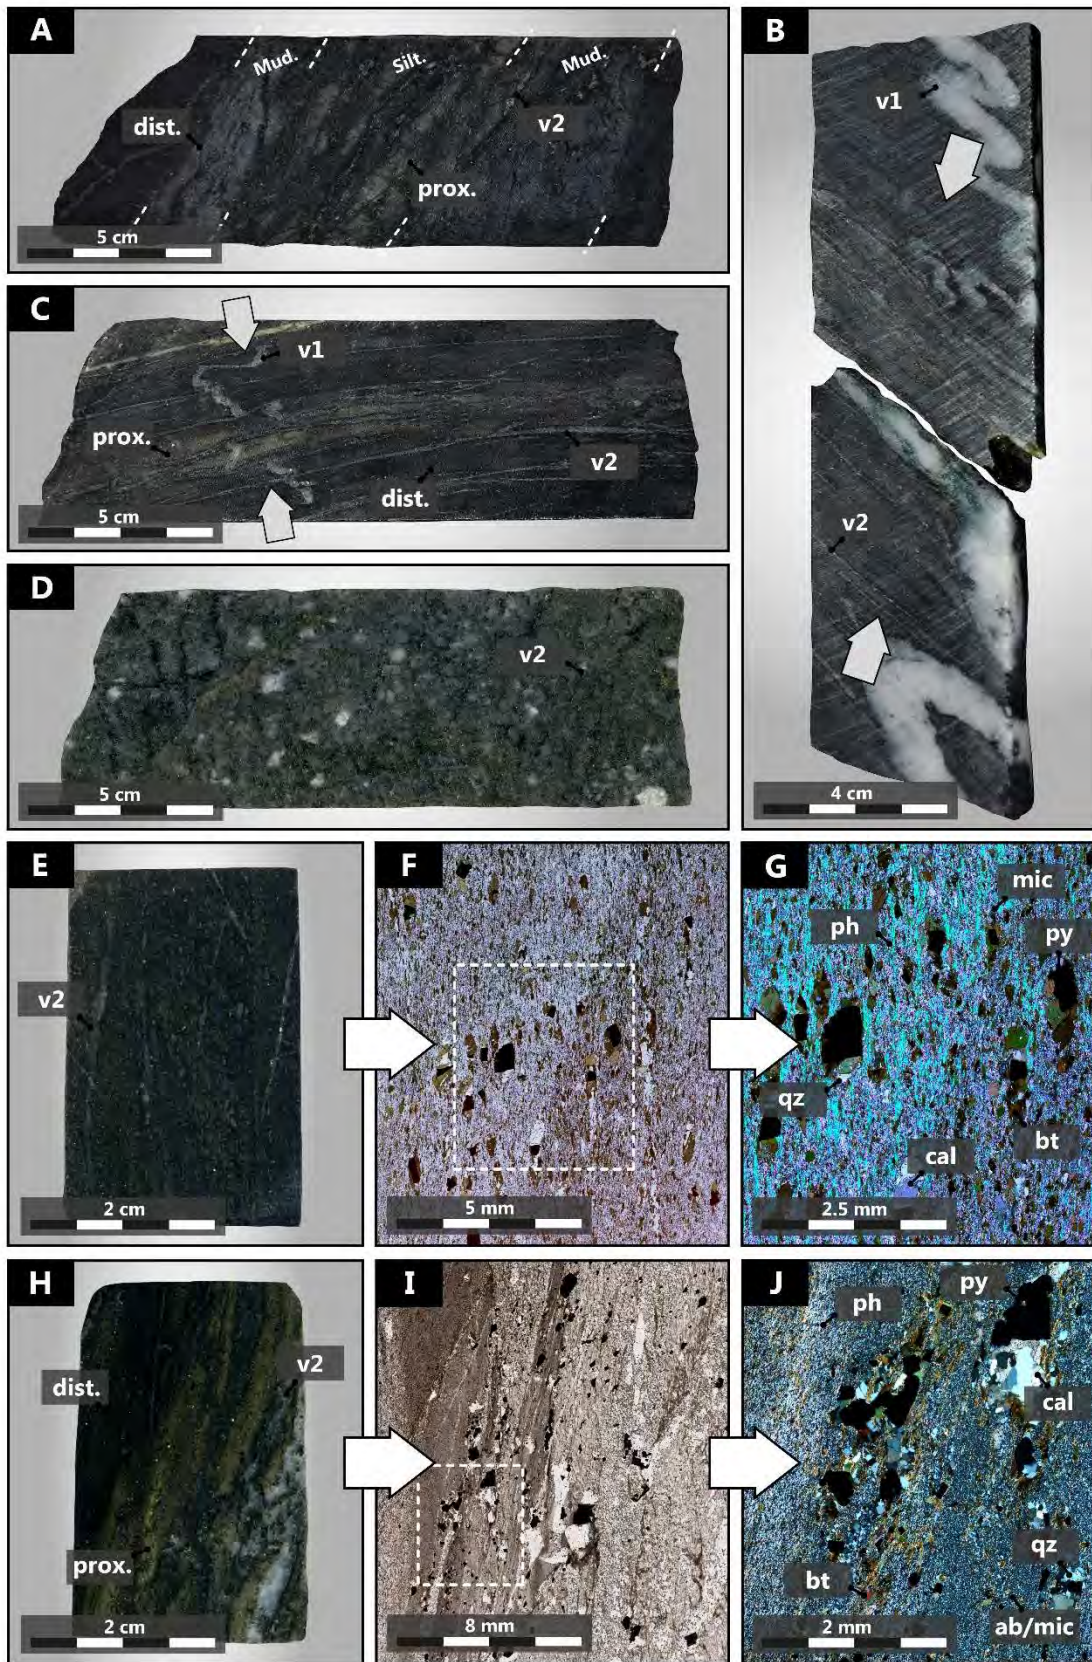 A
Mud.
Silt.
Mud.
dist.
v2
prox.
5 cm
B
v1
v2
4 cm
C
v1
prox.
v2
dist.
5 cm
D
v2
5 cm
E
v2
2 cm
F
5 mm
G
mic
ph
py
qz
bt
cal
2.5 mm
H
v2
dist.
prox.
2 cm
I
8 mm
J
py
ph
cal
qz
bt
ab/mic
2 mm